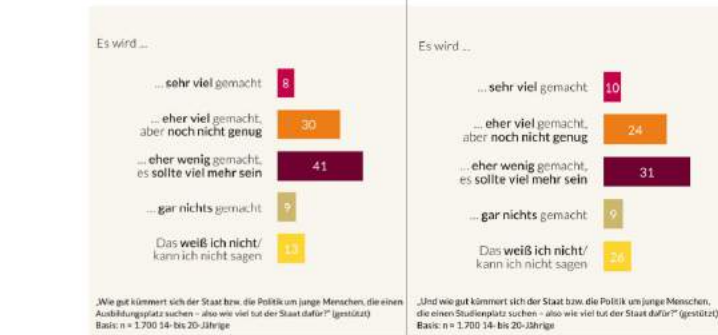 Es wird ...
... sehr viel gemacht 8
... eher viel gemacht,
aber noch nicht genug 30
... eher wenig gemacht,
es sollte viel mehr sein 41
... gar nichts gemacht 9
Das weiß ich nicht/
kann ich nicht sagen 13
„Wie gut kümmert sich der Staat bzw. die Politik um junge Menschen, die einen
Ausbildungsplatz suchen – also wie viel tut der Staat dafür?" (gestützt)
Basis: n = 1.700 14- bis 20-Jährige
Es wird ...
... sehr viel gemacht 10
... eher viel gemacht,
aber noch nicht genug 24
... eher wenig gemacht,
es sollte viel mehr sein 31
... gar nichts gemacht 9
Das weiß ich nicht/
kann ich nicht sagen 26
„Und wie gut kümmert sich der Staat bzw. die Politik um junge Menschen,
die einen Studienplatz suchen – also wie viel tut der Staat dafür?" (gestützt)
Basis: n = 1.700 14- bis 20-Jährige